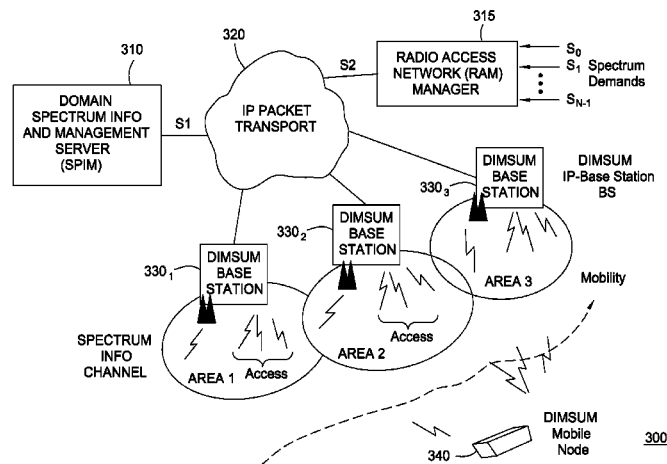 310
DOMAIN
SPECTRUM INFO
AND MANAGEMENT
SERVER
(SPIM)
S1
320
IP PACKET
TRANSPORT
S2
315
RADIO ACCESS
NETWORK (RAM)
MANAGER
S0
S1 Spectrum
Demands
SN-1
330₁
DIMSUM
BASE
STATION
330₂
DIMSUM
BASE
STATION
330₃
DIMSUM
BASE
STATION
DIMSUM
IP-Base Station
BS
SPECTRUM
INFO
CHANNEL
AREA 1
Access
AREA 2
Access
AREA 3
Mobility
DIMSUM
Mobile
Node
340
300